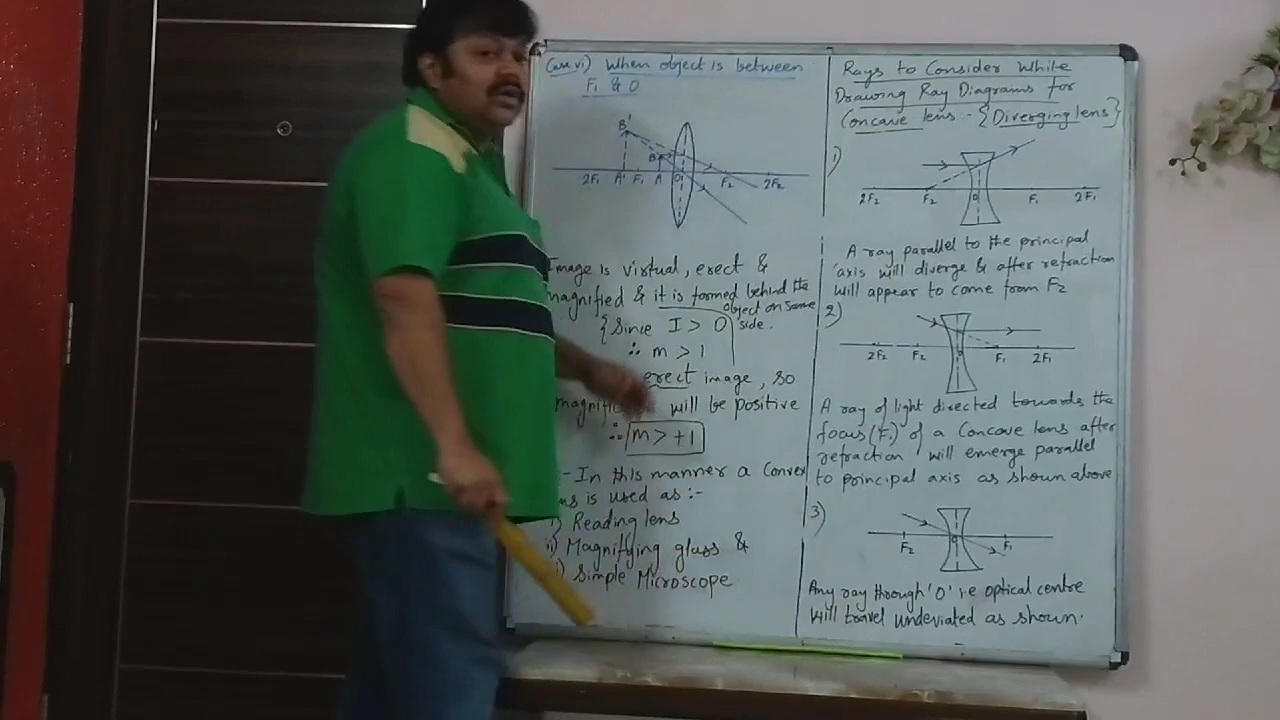 Case vi) When object is between
F1 & O
B'
B
2F1 A' F1 A O F2 2F2
Image is virtual, erect &
magnified & it is formed behind the
object on same
{Since I > O side.
∴ m > 1
erect image, so
will be positive
∴ m > +1
- In this manner a Convex
is used as :-
i) Reading lens
ii) Magnifying glass &
i) Simple Microscope
Rays to Consider While
Drawing Ray Diagrams for
Concave lens - {Diverging lens}
1)
2F2 F2 O F1 2F1
A ray parallel to the principal
axis will diverge & after refraction
will appear to come from F2
2)
2F2 F2 O F1 2F1
A ray of light directed towards the
focus (F1) of a Concave lens after
refraction will emerge parallel
to principal axis as shown above
3)
F2 O F1
Any ray through 'O' i.e optical centre
will travel undeviated as shown.